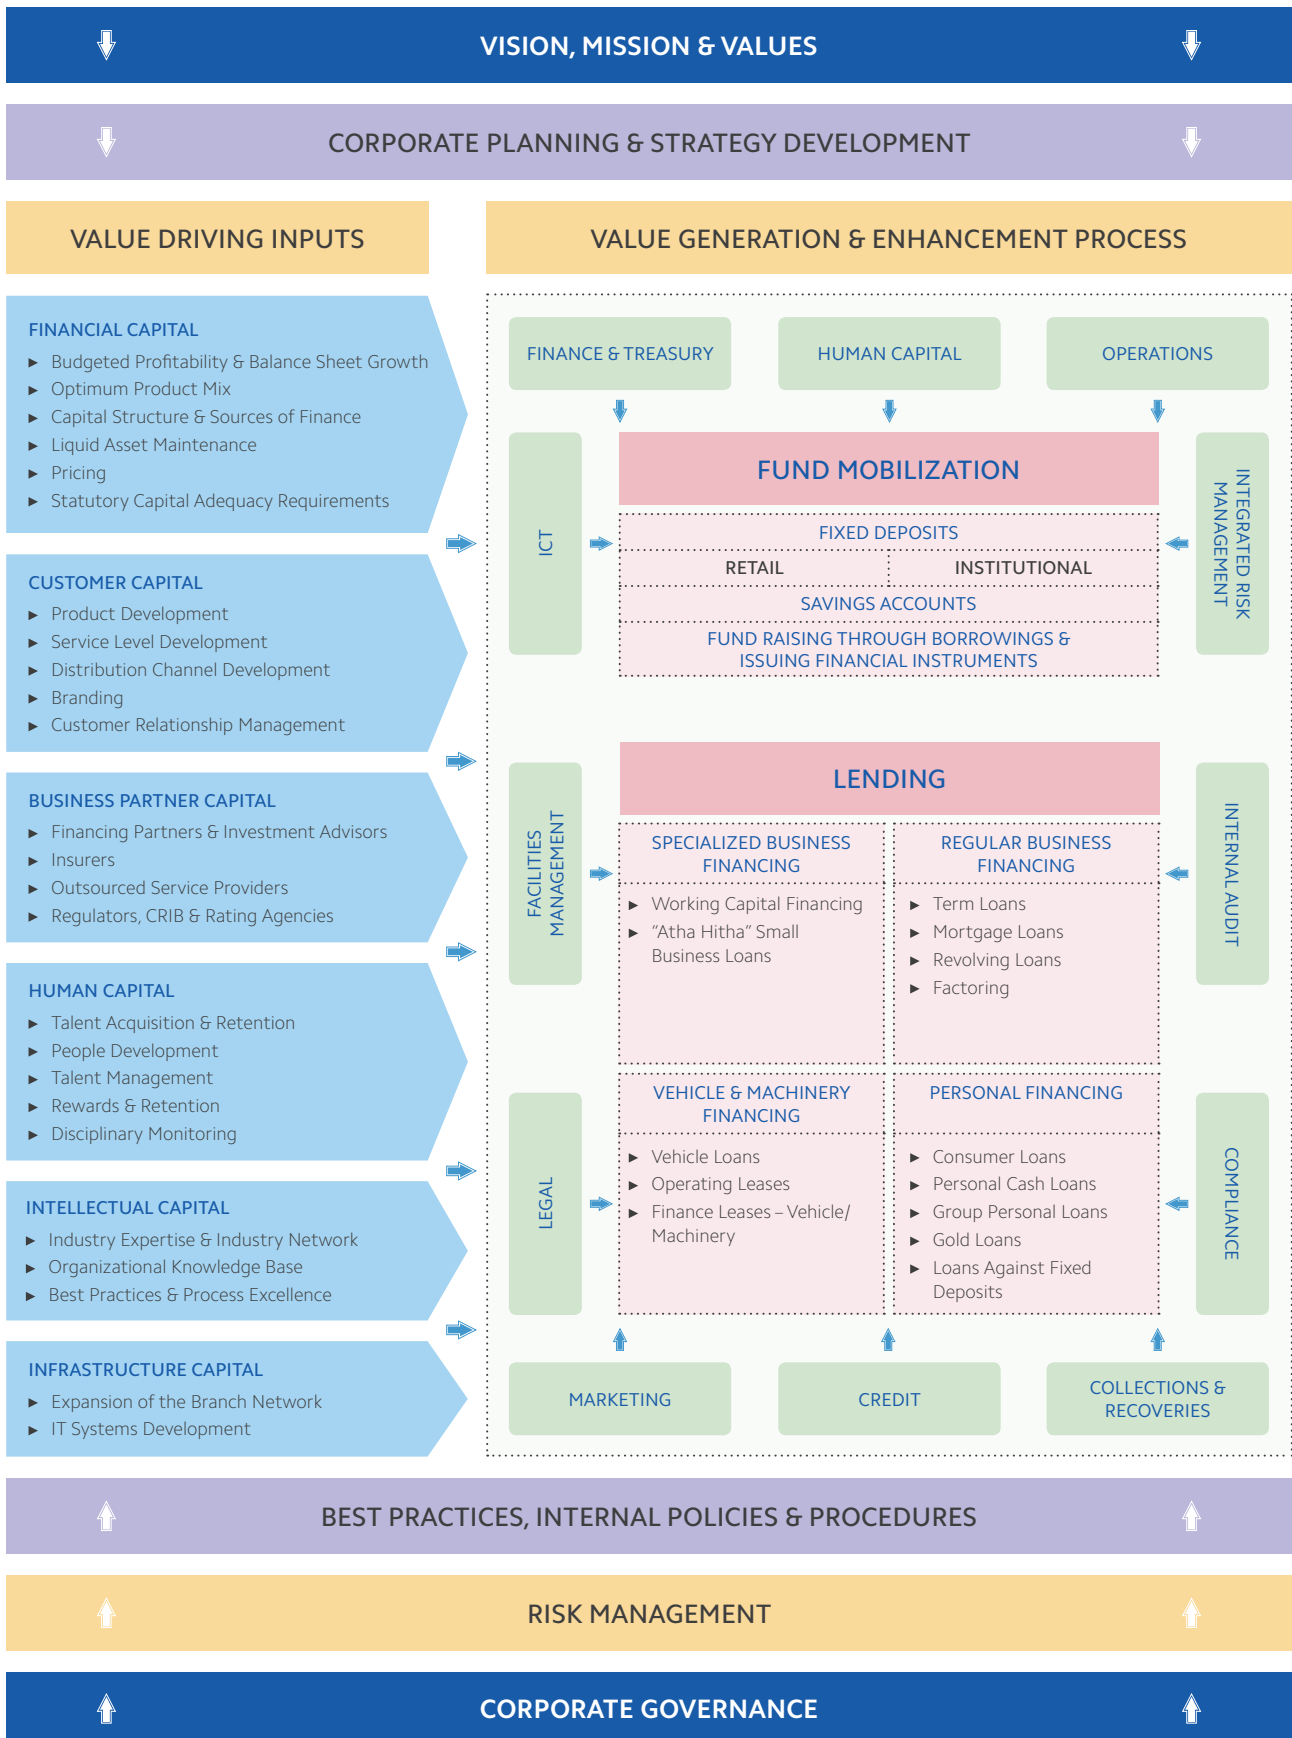 VISION, MISSION & VALUES
CORPORATE PLANNING & STRATEGY DEVELOPMENT
VALUE DRIVING INPUTS
FINANCIAL CAPITAL
► Budgeted Profitability & Balance Sheet Growth
► Optimum Product Mix
► Capital Structure & Sources of Finance
► Liquid Asset Maintenance
► Pricing
► Statutory Capital Adequacy Requirements
CUSTOMER CAPITAL
► Product Development
► Service Level Development
► Distribution Channel Development
► Branding
► Customer Relationship Management
BUSINESS PARTNER CAPITAL
► Financing Partners & Investment Advisors
► Insurers
► Outsourced Service Providers
► Regulators, CRIB & Rating Agencies
HUMAN CAPITAL
► Talent Acquisition & Retention
► People Development
► Talent Management
► Rewards & Retention
► Disciplinary Monitoring
INTELLECTUAL CAPITAL
► Industry Expertise & Industry Network
► Organizational Knowledge Base
► Best Practices & Process Excellence
INFRASTRUCTURE CAPITAL
► Expansion of the Branch Network
► IT Systems Development
VALUE GENERATION & ENHANCEMENT PROCESS
FINANCE & TREASURY
HUMAN CAPITAL
OPERATIONS
ICT
FUND MOBILIZATION
FIXED DEPOSITS
RETAIL
INSTITUTIONAL
SAVINGS ACCOUNTS
FUND RAISING THROUGH BORROWINGS &
ISSUING FINANCIAL INSTRUMENTS
INTEGRATED RISK
MANAGEMENT
FACILITIES
MANAGEMENT
LENDING
SPECIALIZED BUSINESS
FINANCING
► Working Capital Financing
► “Atha Hitha” Small
Business Loans
REGULAR BUSINESS
FINANCING
► Term Loans
► Mortgage Loans
► Revolving Loans
► Factoring
INTERNAL AUDIT
LEGAL
VEHICLE & MACHINERY
FINANCING
► Vehicle Loans
► Operating Leases
► Finance Leases – Vehicle/
Machinery
PERSONAL FINANCING
► Consumer Loans
► Personal Cash Loans
► Group Personal Loans
► Gold Loans
► Loans Against Fixed
Deposits
COMPLIANCE
MARKETING
CREDIT
COLLECTIONS &
RECOVERIES
BEST PRACTICES, INTERNAL POLICIES & PROCEDURES
RISK MANAGEMENT
CORPORATE GOVERNANCE